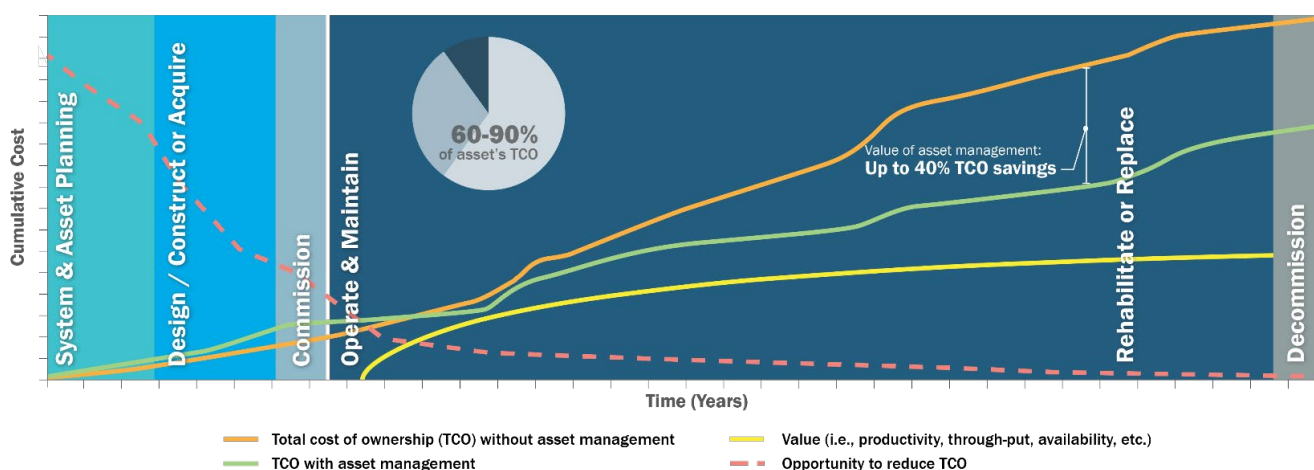 Cumulative Cost
System & Asset Planning
Design / Construct or Acquire
Commission
Operate & Maintain
60-90%
of asset's TCO
Value of asset management:
Up to 40% TCO savings
Rehabilitate or Replace
Decommission
Time (Years)
Total cost of ownership (TCO) without asset management
Value (i.e., productivity, through-put, availability, etc.)
TCO with asset management
Opportunity to reduce TCO